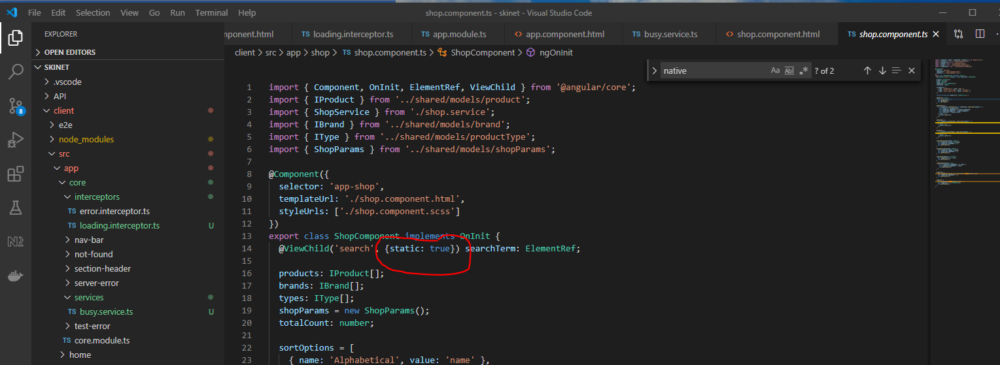 File Edit Selection View Go Run Terminal Help shop.component.ts - skinet - Visual Studio Code
EXPLORER
mponent.html TS loading.interceptor.ts TS app.module.ts <> app.component.html TS busy.service.ts <> shop.component.html TS shop.component.ts
OPEN EDITORS
client > src > app > shop > TS shop.component.ts > ShopComponent > ngOnInit
SKINET
.vscode
API
client
e2e
node_modules
src
app
core
interceptors
TS error.interceptor.ts
TS loading.interceptor.ts U
nav-bar
not-found
section-header
server-error
services
TS busy.service.ts U
test-error
TS core.module.ts
home
8
native Aa Abl .* ? of 2
1 import { Component, OnInit, ElementRef, ViewChild } from '@angular/core';
2 import { IProduct } from '../shared/models/product';
3 import { ShopService } from './shop.service';
4 import { IBrand } from '../shared/models/brand';
5 import { IType } from '../shared/models/productType';
6 import { ShopParams } from '../shared/models/shopParams';
7
8 @Component({
9 selector: 'app-shop',
10 templateUrl: './shop.component.html',
11 styleUrls: ['./shop.component.scss']
12 })
13 export class ShopComponent implements OnInit {
14 @ViewChild('search', {static: true}) searchTerm: ElementRef;
15
16 products: IProduct[];
17 brands: IBrand[];
18 types: IType[];
19 shopParams = new ShopParams();
20 totalCount: number;
21
22 sortOptions = [
23 { name: 'Alphabetical', value: 'name' },